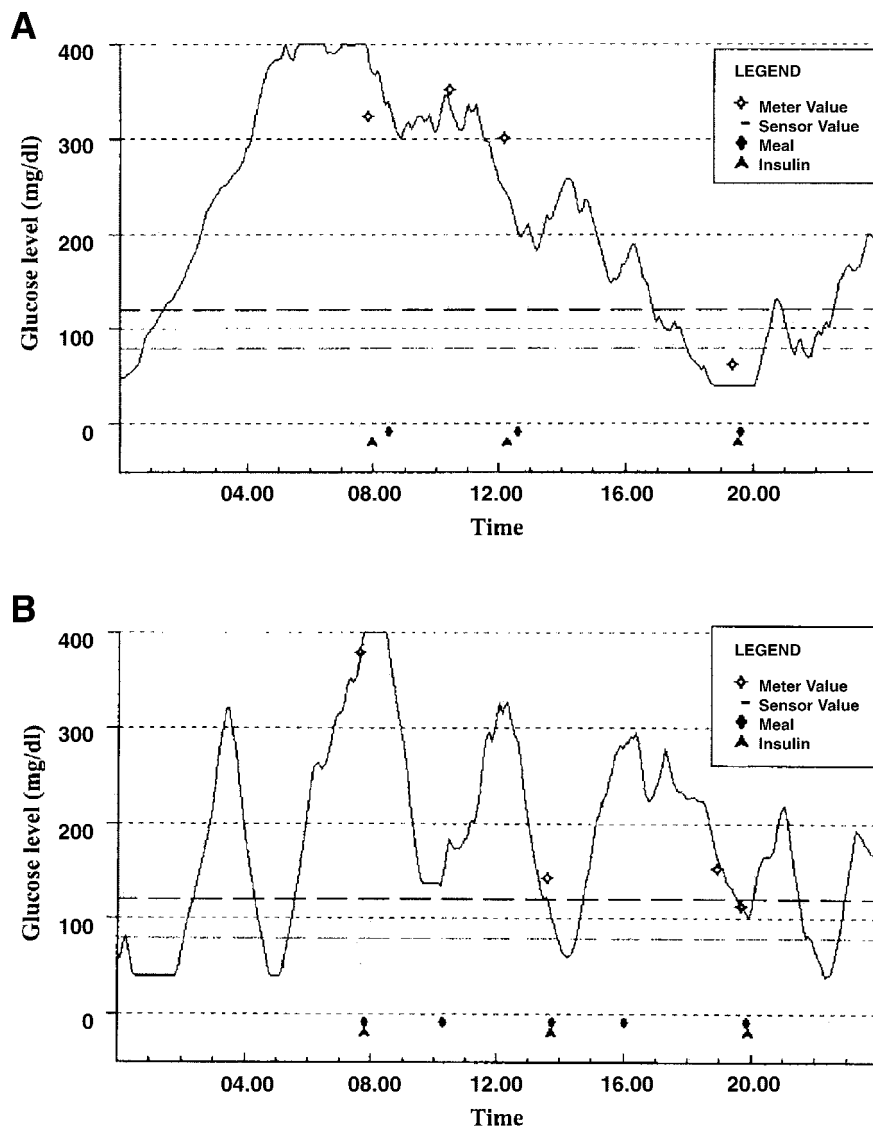 A
400
300
200
100
0
Glucose level (mg/dl)
LEGEND
Meter Value
Sensor Value
Meal
Insulin
04.00 08.00 12.00 16.00 20.00
Time
B
400
300
200
100
0
Glucose level (mg/dl)
LEGEND
Meter Value
Sensor Value
Meal
Insulin
04.00 08.00 12.00 16.00 20.00
Time